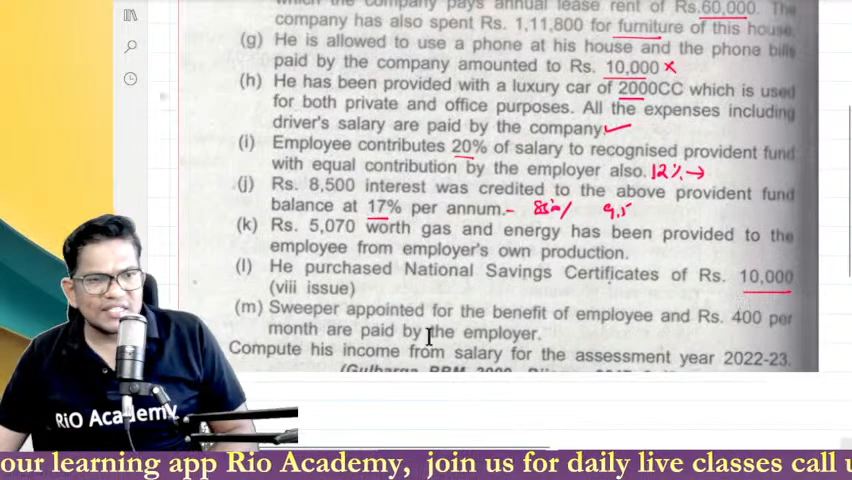 which the company pays annual lease rent of Rs.60,000. The
company has also spent Rs. 1,11,800 for furniture of this house.
(g) He is allowed to use a phone at his house and the phone bills
paid by the company amounted to Rs. 10,000 x
(h) He has been provided with a luxury car of 2000CC which is used
for both private and office purposes. All the expenses including
driver's salary are paid by the company.
(i) Employee contributes 20% of salary to recognised provident fund
with equal contribution by the employer also. 12% →
(j) Rs. 8,500 interest was credited to the above provident fund
balance at 17% per annum. 9.5
(k) Rs. 5,070 worth gas and energy has been provided to the
employee from employer's own production.
(l) He purchased National Savings Certificates of Rs. 10,000
(viii issue)
(m) Sweeper appointed for the benefit of employee and Rs. 400 per
month are paid by the employer.
Compute his income from salary for the assessment year 2022-23.
RiO Academy
our learning app Rio Academy, join us for daily live classes call u